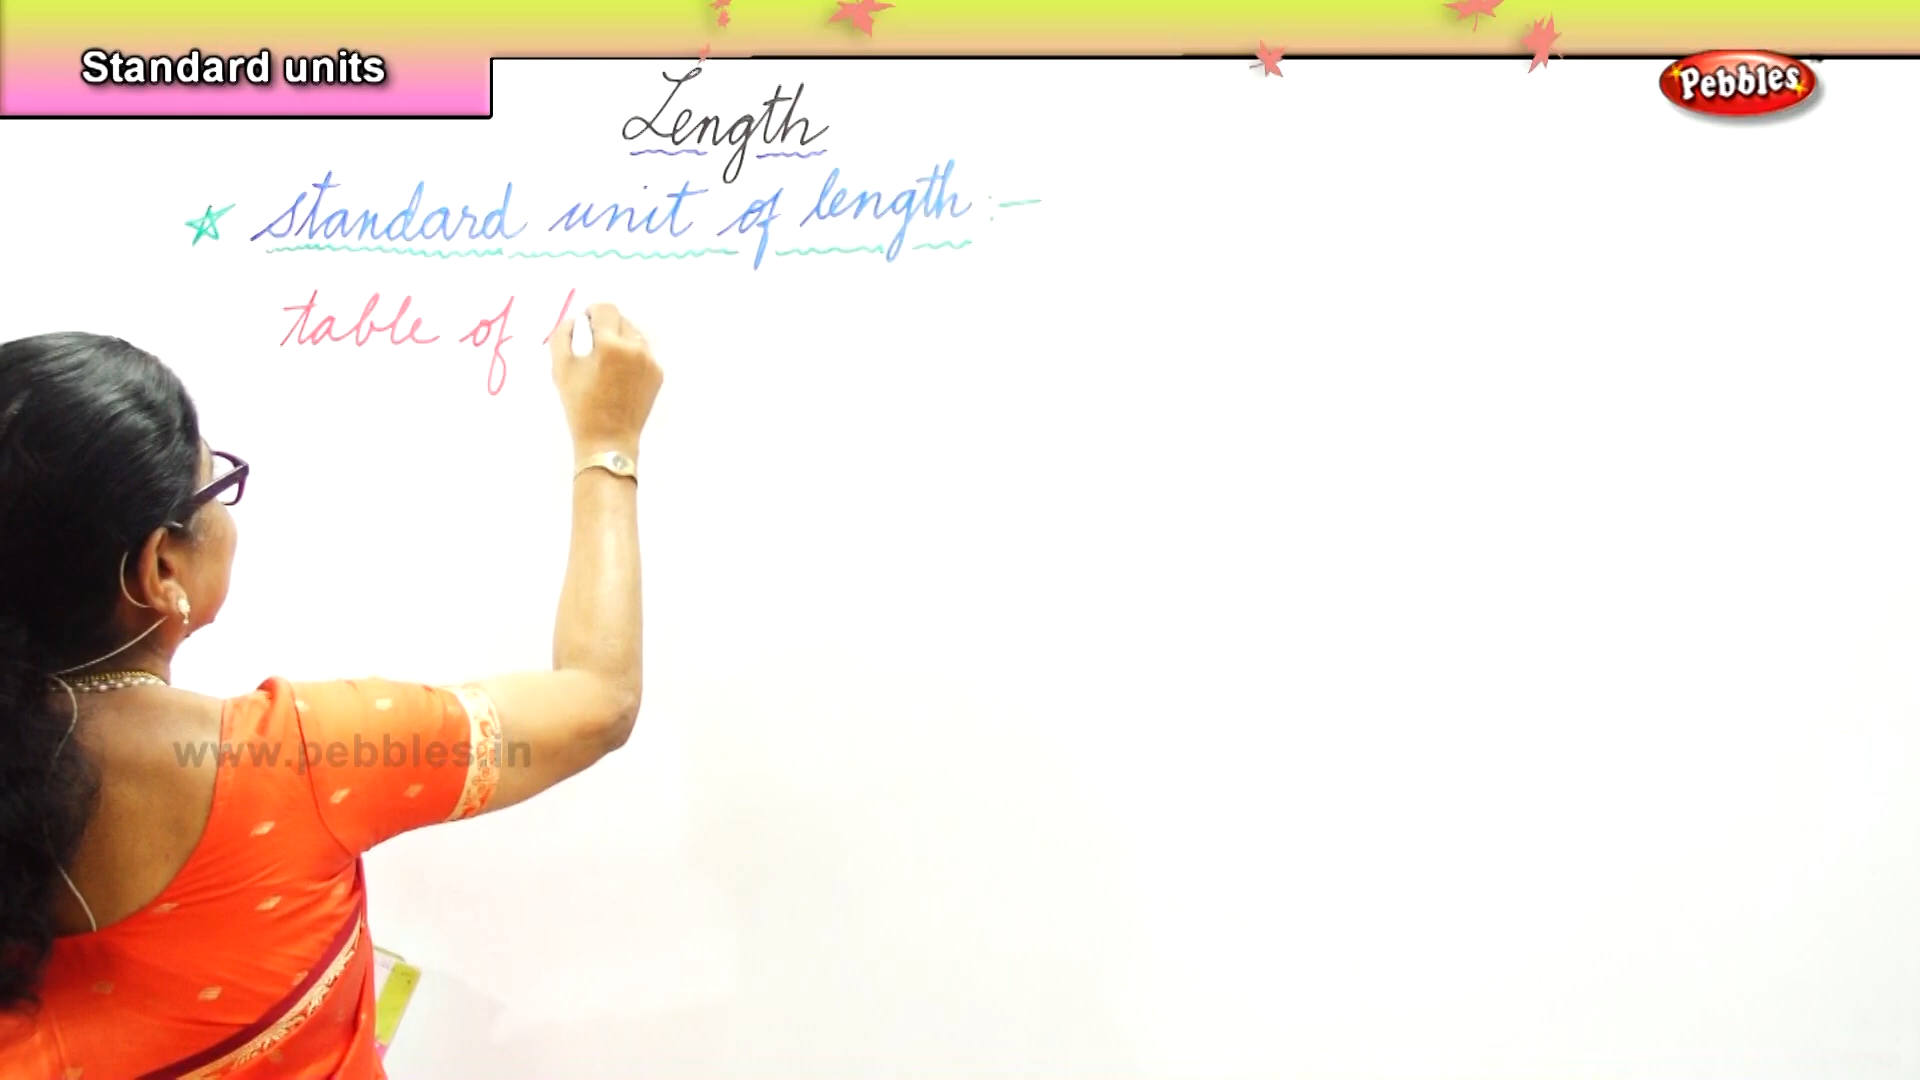 Standard units
Pebbles
Length
standard unit of length :-
table of l
www.pebbles.in